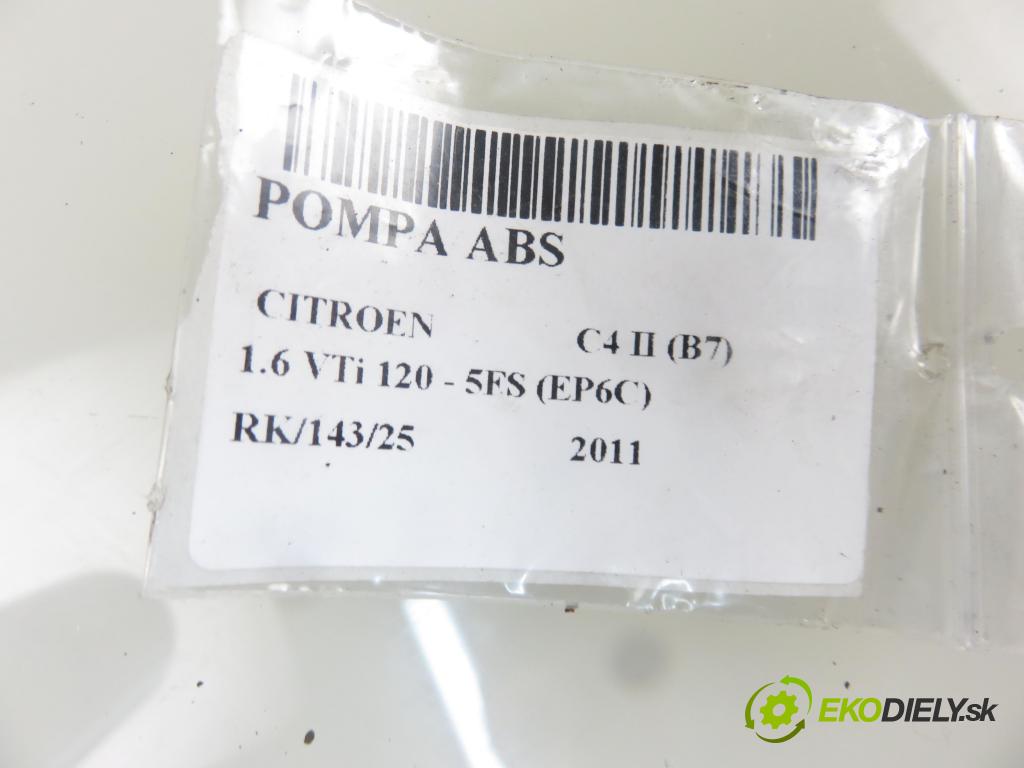 POMPA ABS
CITROEN C4 II (B7)
1.6 VTi 120 - 5FS (EP6C)
RK/143/25 2011
EKODIELY.sk